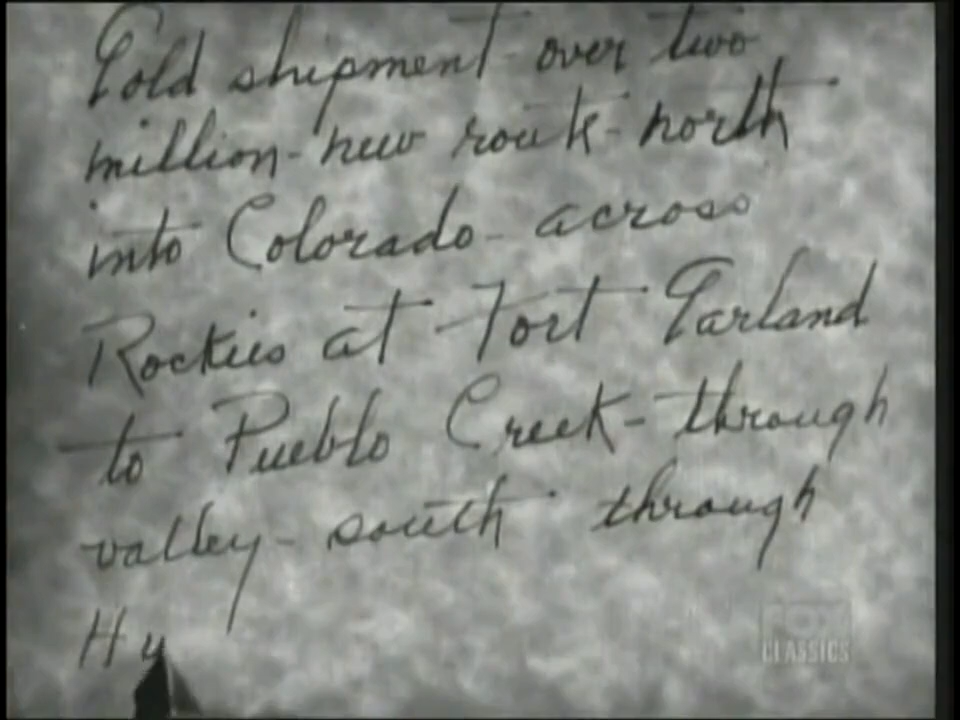 Gold shipment over two
million - new route - north
into Colorado - across
Rockies at Fort Garland
to Pueblo Creek - through
valley - south through
Hu
FOX
CLASSICS